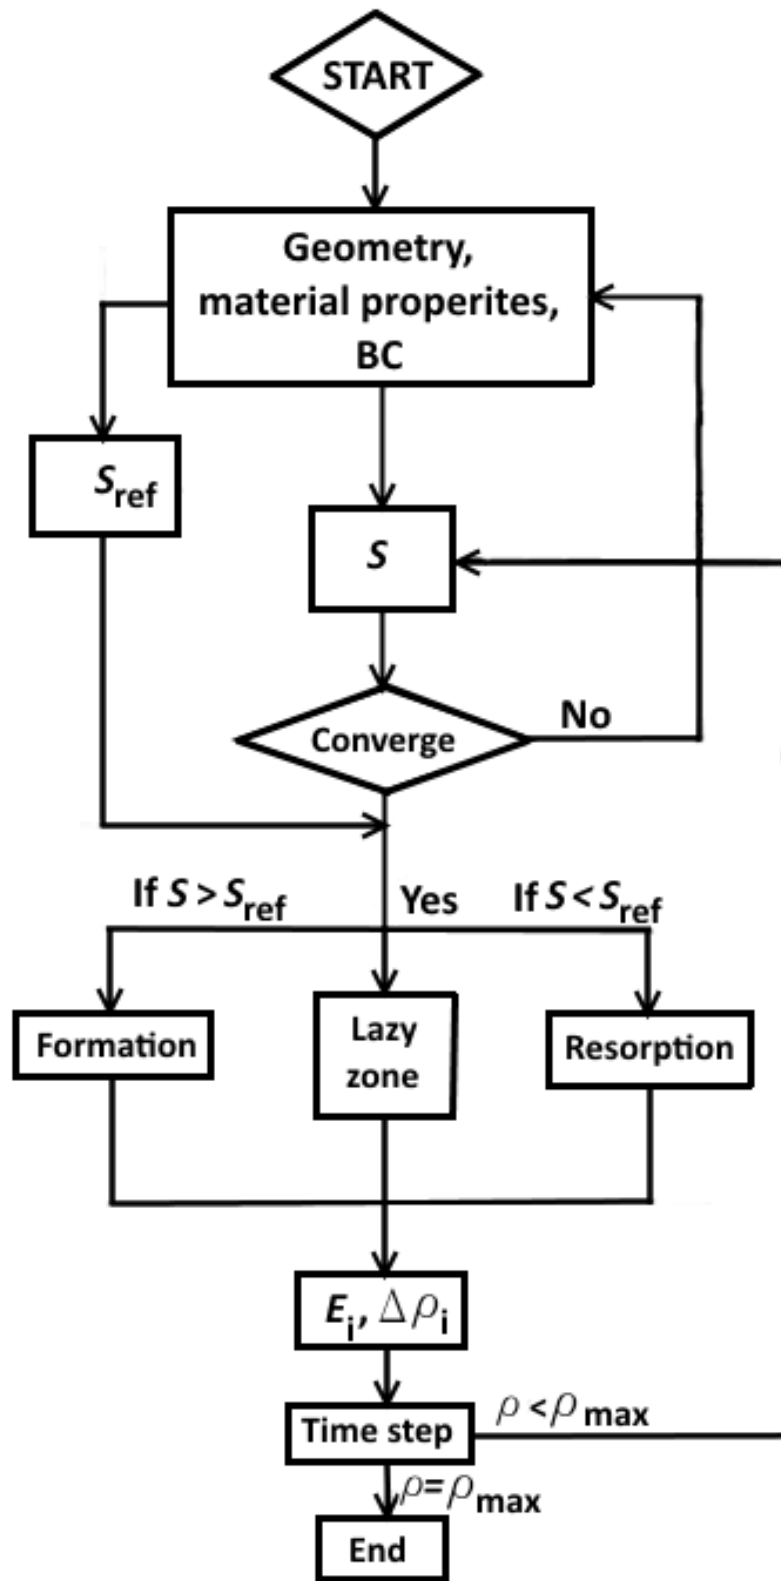 START
Geometry,
material properites,
BC
S_ref
S
Converge
No
If S > S_ref
Yes
If S < S_ref
Formation
Lazy
zone
Resorption
E_i, Δρ_i
Time step
ρ < ρ_max
ρ = ρ_max
End